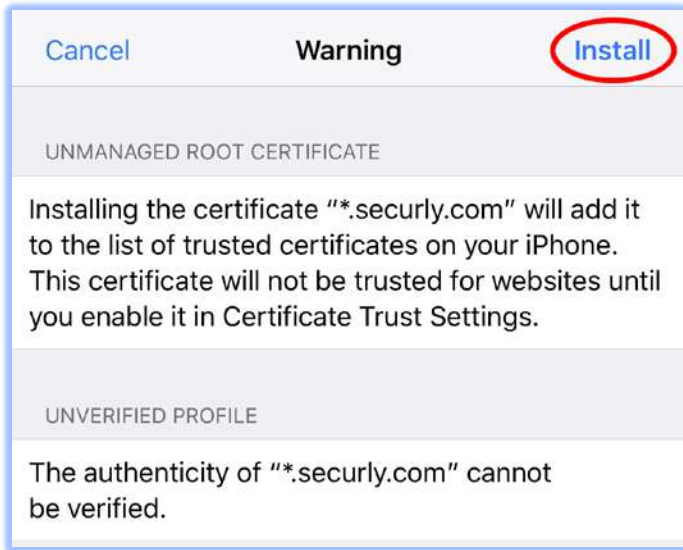 Cancel Warning Install
UNMANAGED ROOT CERTIFICATE
Installing the certificate "*.securly.com" will add it
to the list of trusted certificates on your iPhone.
This certificate will not be trusted for websites until
you enable it in Certificate Trust Settings.
UNVERIFIED PROFILE
The authenticity of "*.securly.com" cannot
be verified.